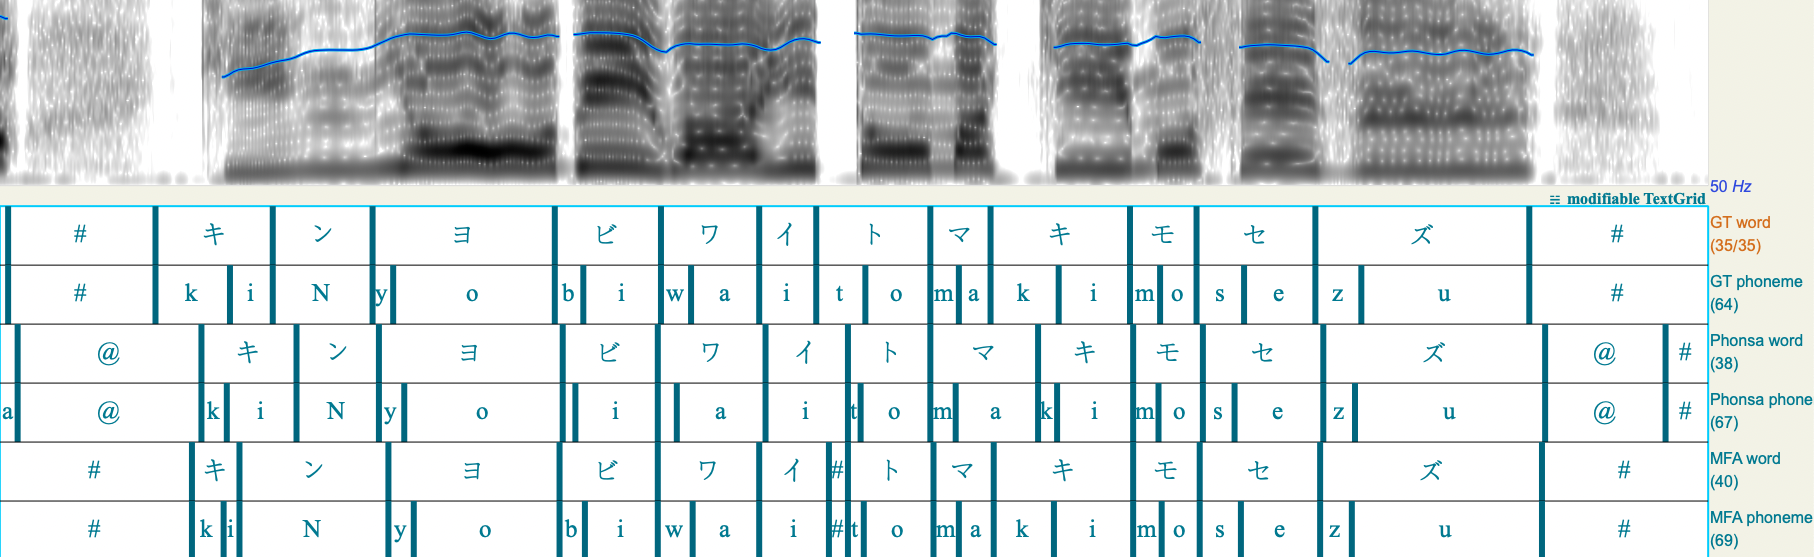 50 Hz
modifiable TextGrid
# キ ン ヨ ビ ワ イ ト マ キ モ セ ズ # GT word
(35/35)
# k i N y o b i w a i t o m a k i m o s e z u # GT phoneme
(64)
@ キ ン ヨ ビ ワ イ ト マ キ モ セ ズ @ # Phonsa word
(38)
a @ k i N y o i a i t o m a k i m o s e z u @ # Phonsa phone
(67)
# キ ン ヨ ビ ワ イ # ト マ キ モ セ ズ # MFA word
(40)
# k i N y o b i w a i # t o m a k i m o s e z u # MFA phoneme
(69)